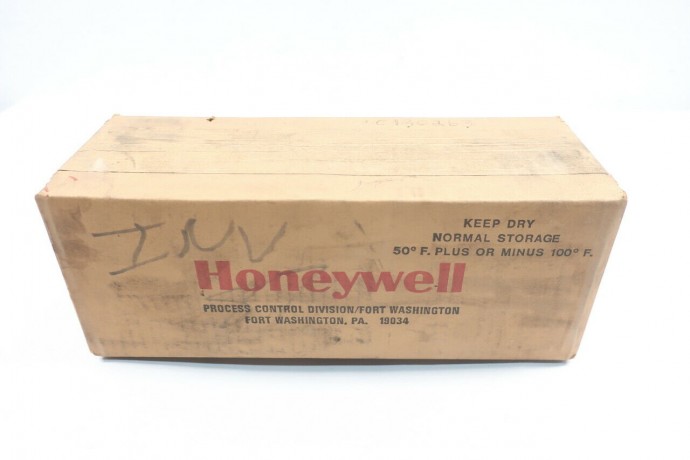 INV
KEEP DRY
NORMAL STORAGE
50° F. PLUS OR MINUS 100° F.
Honeywell
PROCESS CONTROL DIVISION/FORT WASHINGTON
FORT WASHINGTON, PA. 19034